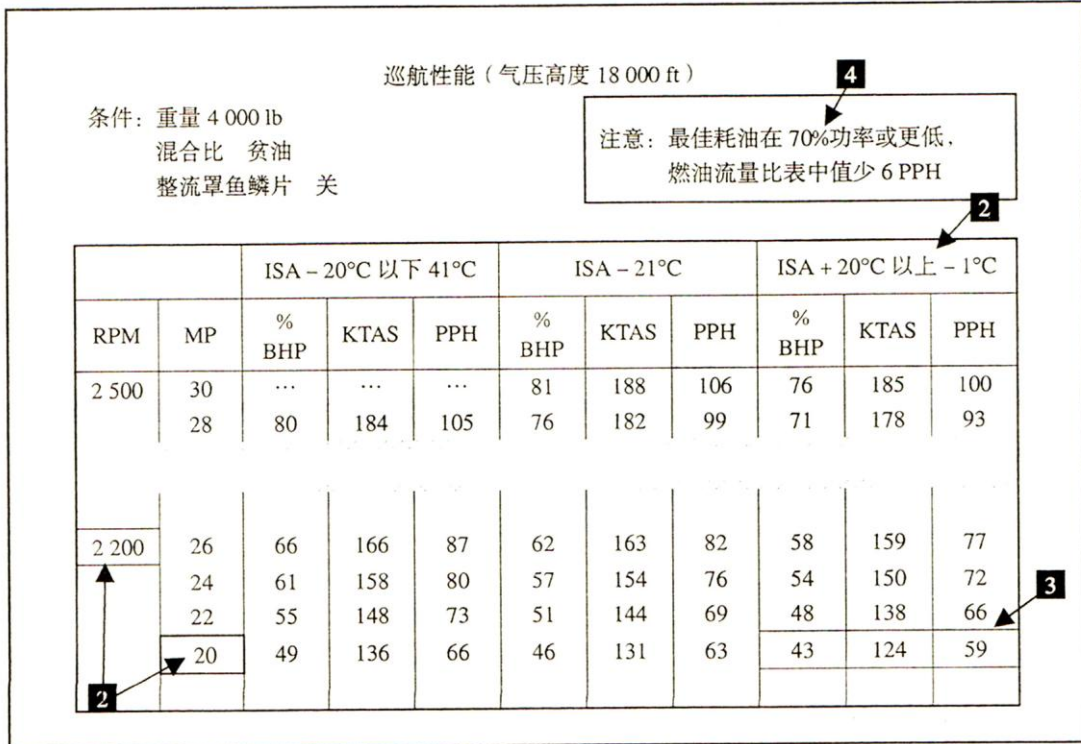 巡航性能（气压高度 18 000 ft）
4
条件：重量 4 000 lb
混合比 贫油
整流罩鱼鳞片 关
注意：最佳耗油在 70%功率或更低，
燃油流量比表中值少 6 PPH
2
ISA – 20°C 以下 41°C ISA – 21°C ISA + 20°C 以上 – 1°C
RPM MP % BHP KTAS PPH % BHP KTAS PPH % BHP KTAS PPH
2 500 30 … … … 81 188 106 76 185 100
28 80 184 105 76 182 99 71 178 93
2 200 26 66 166 87 62 163 82 58 159 77
24 61 158 80 57 154 76 54 150 72
22 55 148 73 51 144 69 48 138 66
3
20 49 136 66 46 131 63 43 124 59
2